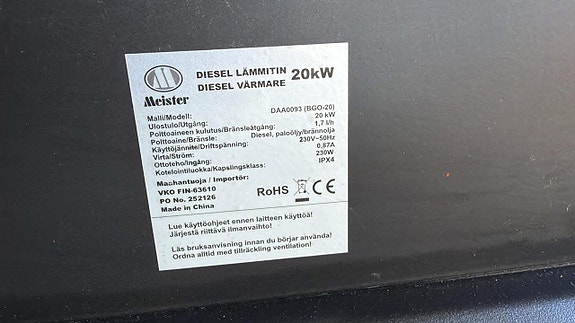 Meister
DIESEL LÄMMITIN 20kW
DIESEL VÄRMARE
Malli/Modell: DAA0093 (BGO-20)
Ulostulo/Utgång: 20 kW
Polttoaineen kulutus/Bränsleåtgång: 1,7 l/h
Polttoaine/Bränsle: Diesel, paloöljy/brännolja
Käyttöjännite/Driftspänning: 230V~50Hz
Virta/Ström: 0,87A
Ottoteho/Ingång: 230W
Kotelointiluokka/Kapslingsklass: IPX4
Maahantuoja / Importör:
VKO FIN-63610
PO No. 252126
Made in China
RoHS CE
Lue käyttöohjeet ennen laitteen käyttöä!
Järjestä riittävä ilmanvaihto!
Läs bruksanvisning innan du börjar använda!
Ordna alltid med tillräckling ventilation!